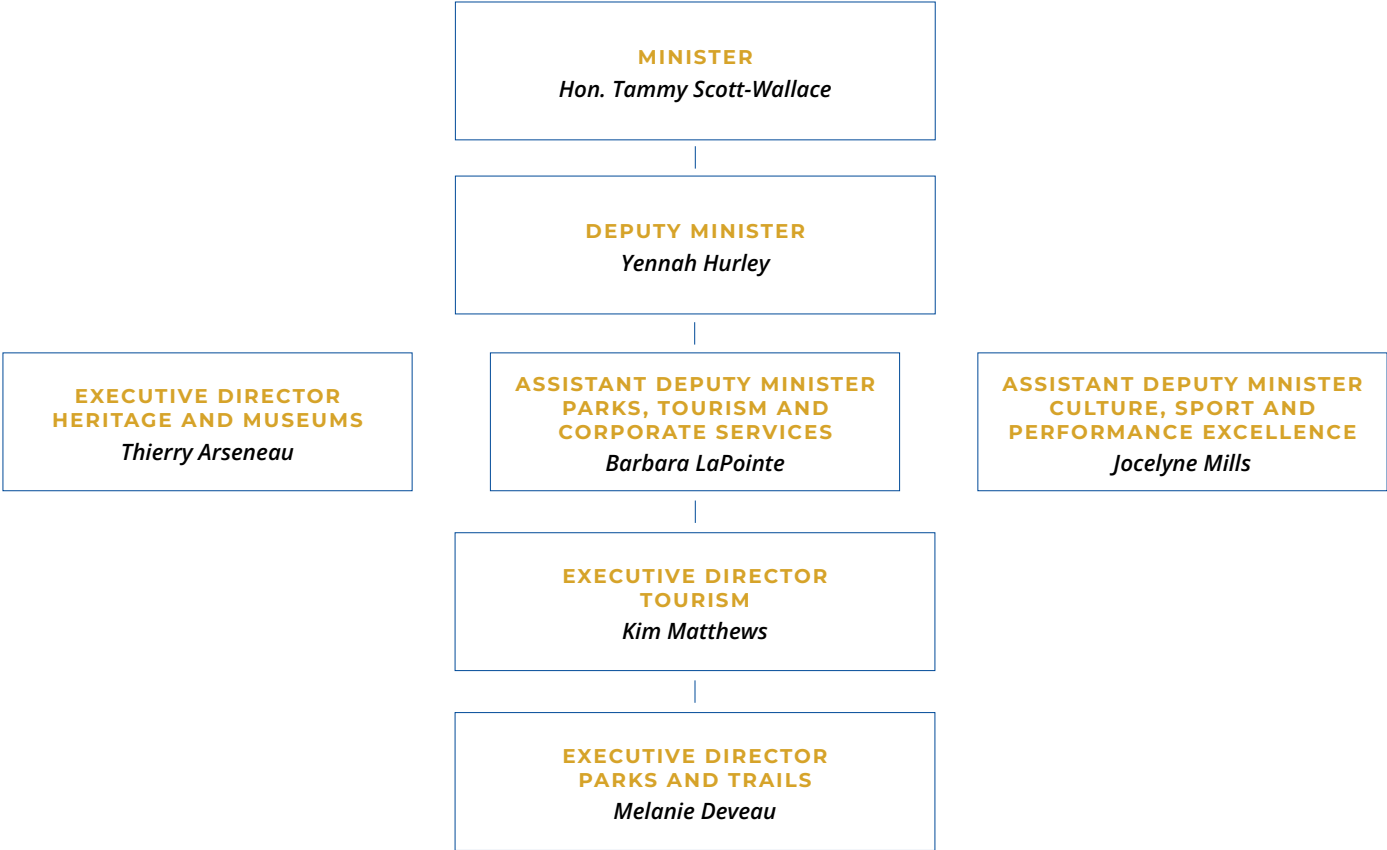 MINISTER
Hon. Tammy Scott-Wallace
DEPUTY MINISTER
Yennah Hurley
EXECUTIVE DIRECTOR
HERITAGE AND MUSEUMS
Thierry Arseneau
ASSISTANT DEPUTY MINISTER
PARKS, TOURISM AND
CORPORATE SERVICES
Barbara LaPointe
ASSISTANT DEPUTY MINISTER
CULTURE, SPORT AND
PERFORMANCE EXCELLENCE
Jocelyne Mills
EXECUTIVE DIRECTOR
TOURISM
Kim Matthews
EXECUTIVE DIRECTOR
PARKS AND TRAILS
Melanie Deveau